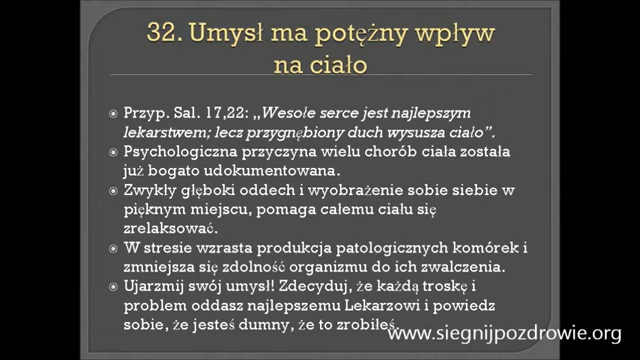 32. Umysł ma potężny wpływ
na ciało
Przyp. Sal. 17,22: „Wesołe serce jest najlepszym
lekarstwem; lecz przygnębiony duch wysusza ciało”.
Psychologiczna przyczyna wielu chorób ciała została
już bogato udokumentowana.
Zwykły głęboki oddech i wyobrażenie sobie siebie w
pięknym miejscu, pomaga całemu ciału się
zrelaksować.
W stresie wzrasta produkcja patologicznych komórek i
zmniejsza się zdolność organizmu do ich zwalczenia.
Ujarzmij swój umysł! Zdecyduj, że każdą troskę i
problem oddasz najlepszemu Lekarzowi i powiedz
sobie, że jesteś dumny, że to zrobiłeś.
www.siegnijpozdrowie.org